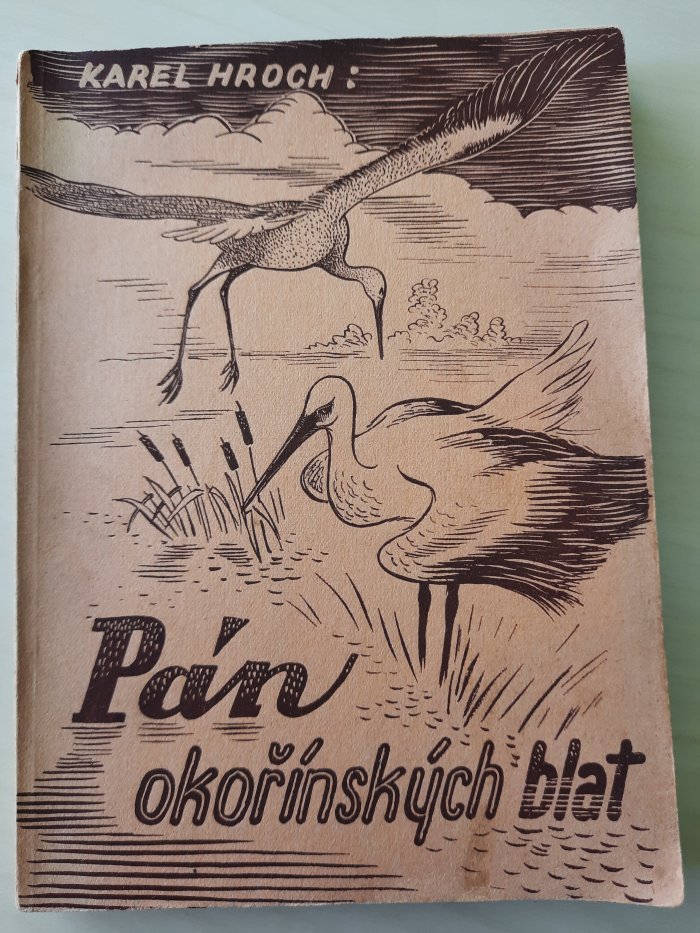 KAREL HROCH:
Pán
okořínských blat